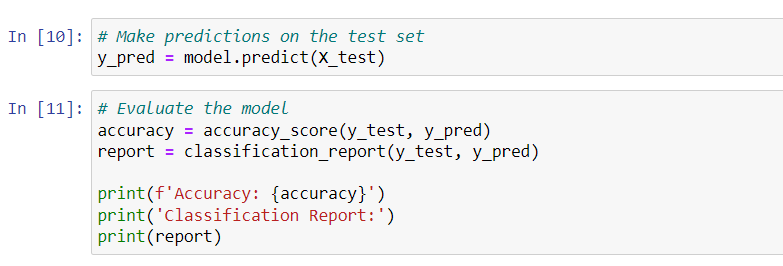 In [10]: # Make predictions on the test set
y_pred = model.predict(X_test)
In [11]: # Evaluate the model
accuracy = accuracy_score(y_test, y_pred)
report = classification_report(y_test, y_pred)
print(f'Accuracy: {accuracy}')
print('Classification Report:')
print(report)